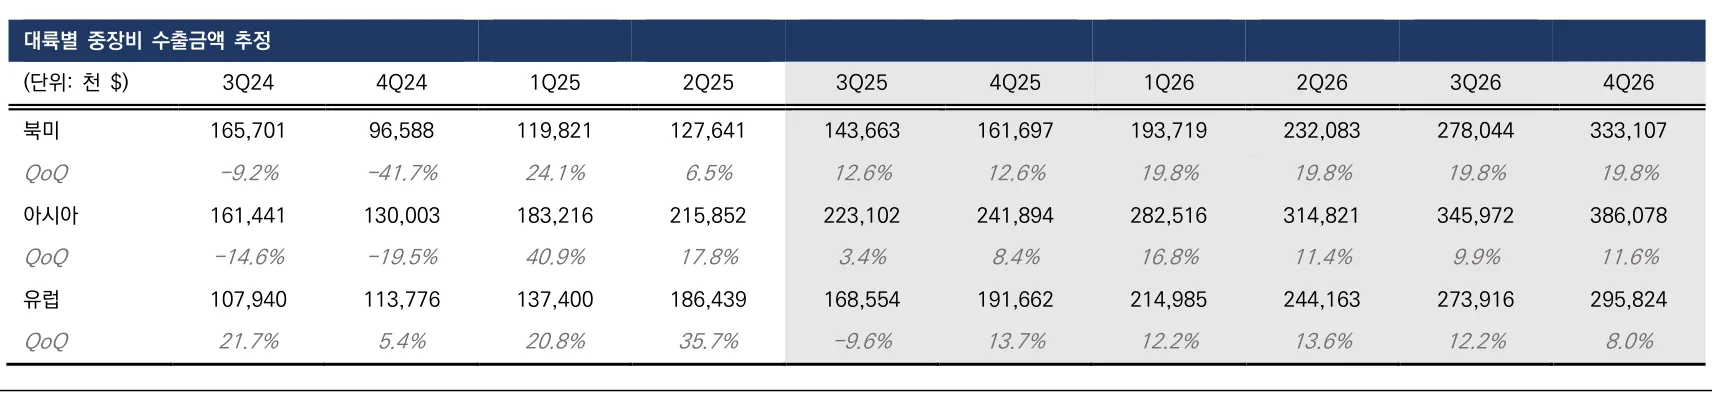 대륙별 중장비 수출금액 추정
(단위: 천 $) 3Q24 4Q24 1Q25 2Q25 3Q25 4Q25 1Q26 2Q26 3Q26 4Q26
북미 165,701 96,588 119,821 127,641 143,663 161,697 193,719 232,083 278,044 333,107
QoQ -9.2% -41.7% 24.1% 6.5% 12.6% 12.6% 19.8% 19.8% 19.8% 19.8%
아시아 161,441 130,003 183,216 215,852 223,102 241,894 282,516 314,821 345,972 386,078
QoQ -14.6% -19.5% 40.9% 17.8% 3.4% 8.4% 16.8% 11.4% 9.9% 11.6%
유럽 107,940 113,776 137,400 186,439 168,554 191,662 214,985 244,163 273,916 295,824
QoQ 21.7% 5.4% 20.8% 35.7% -9.6% 13.7% 12.2% 13.6% 12.2% 8.0%